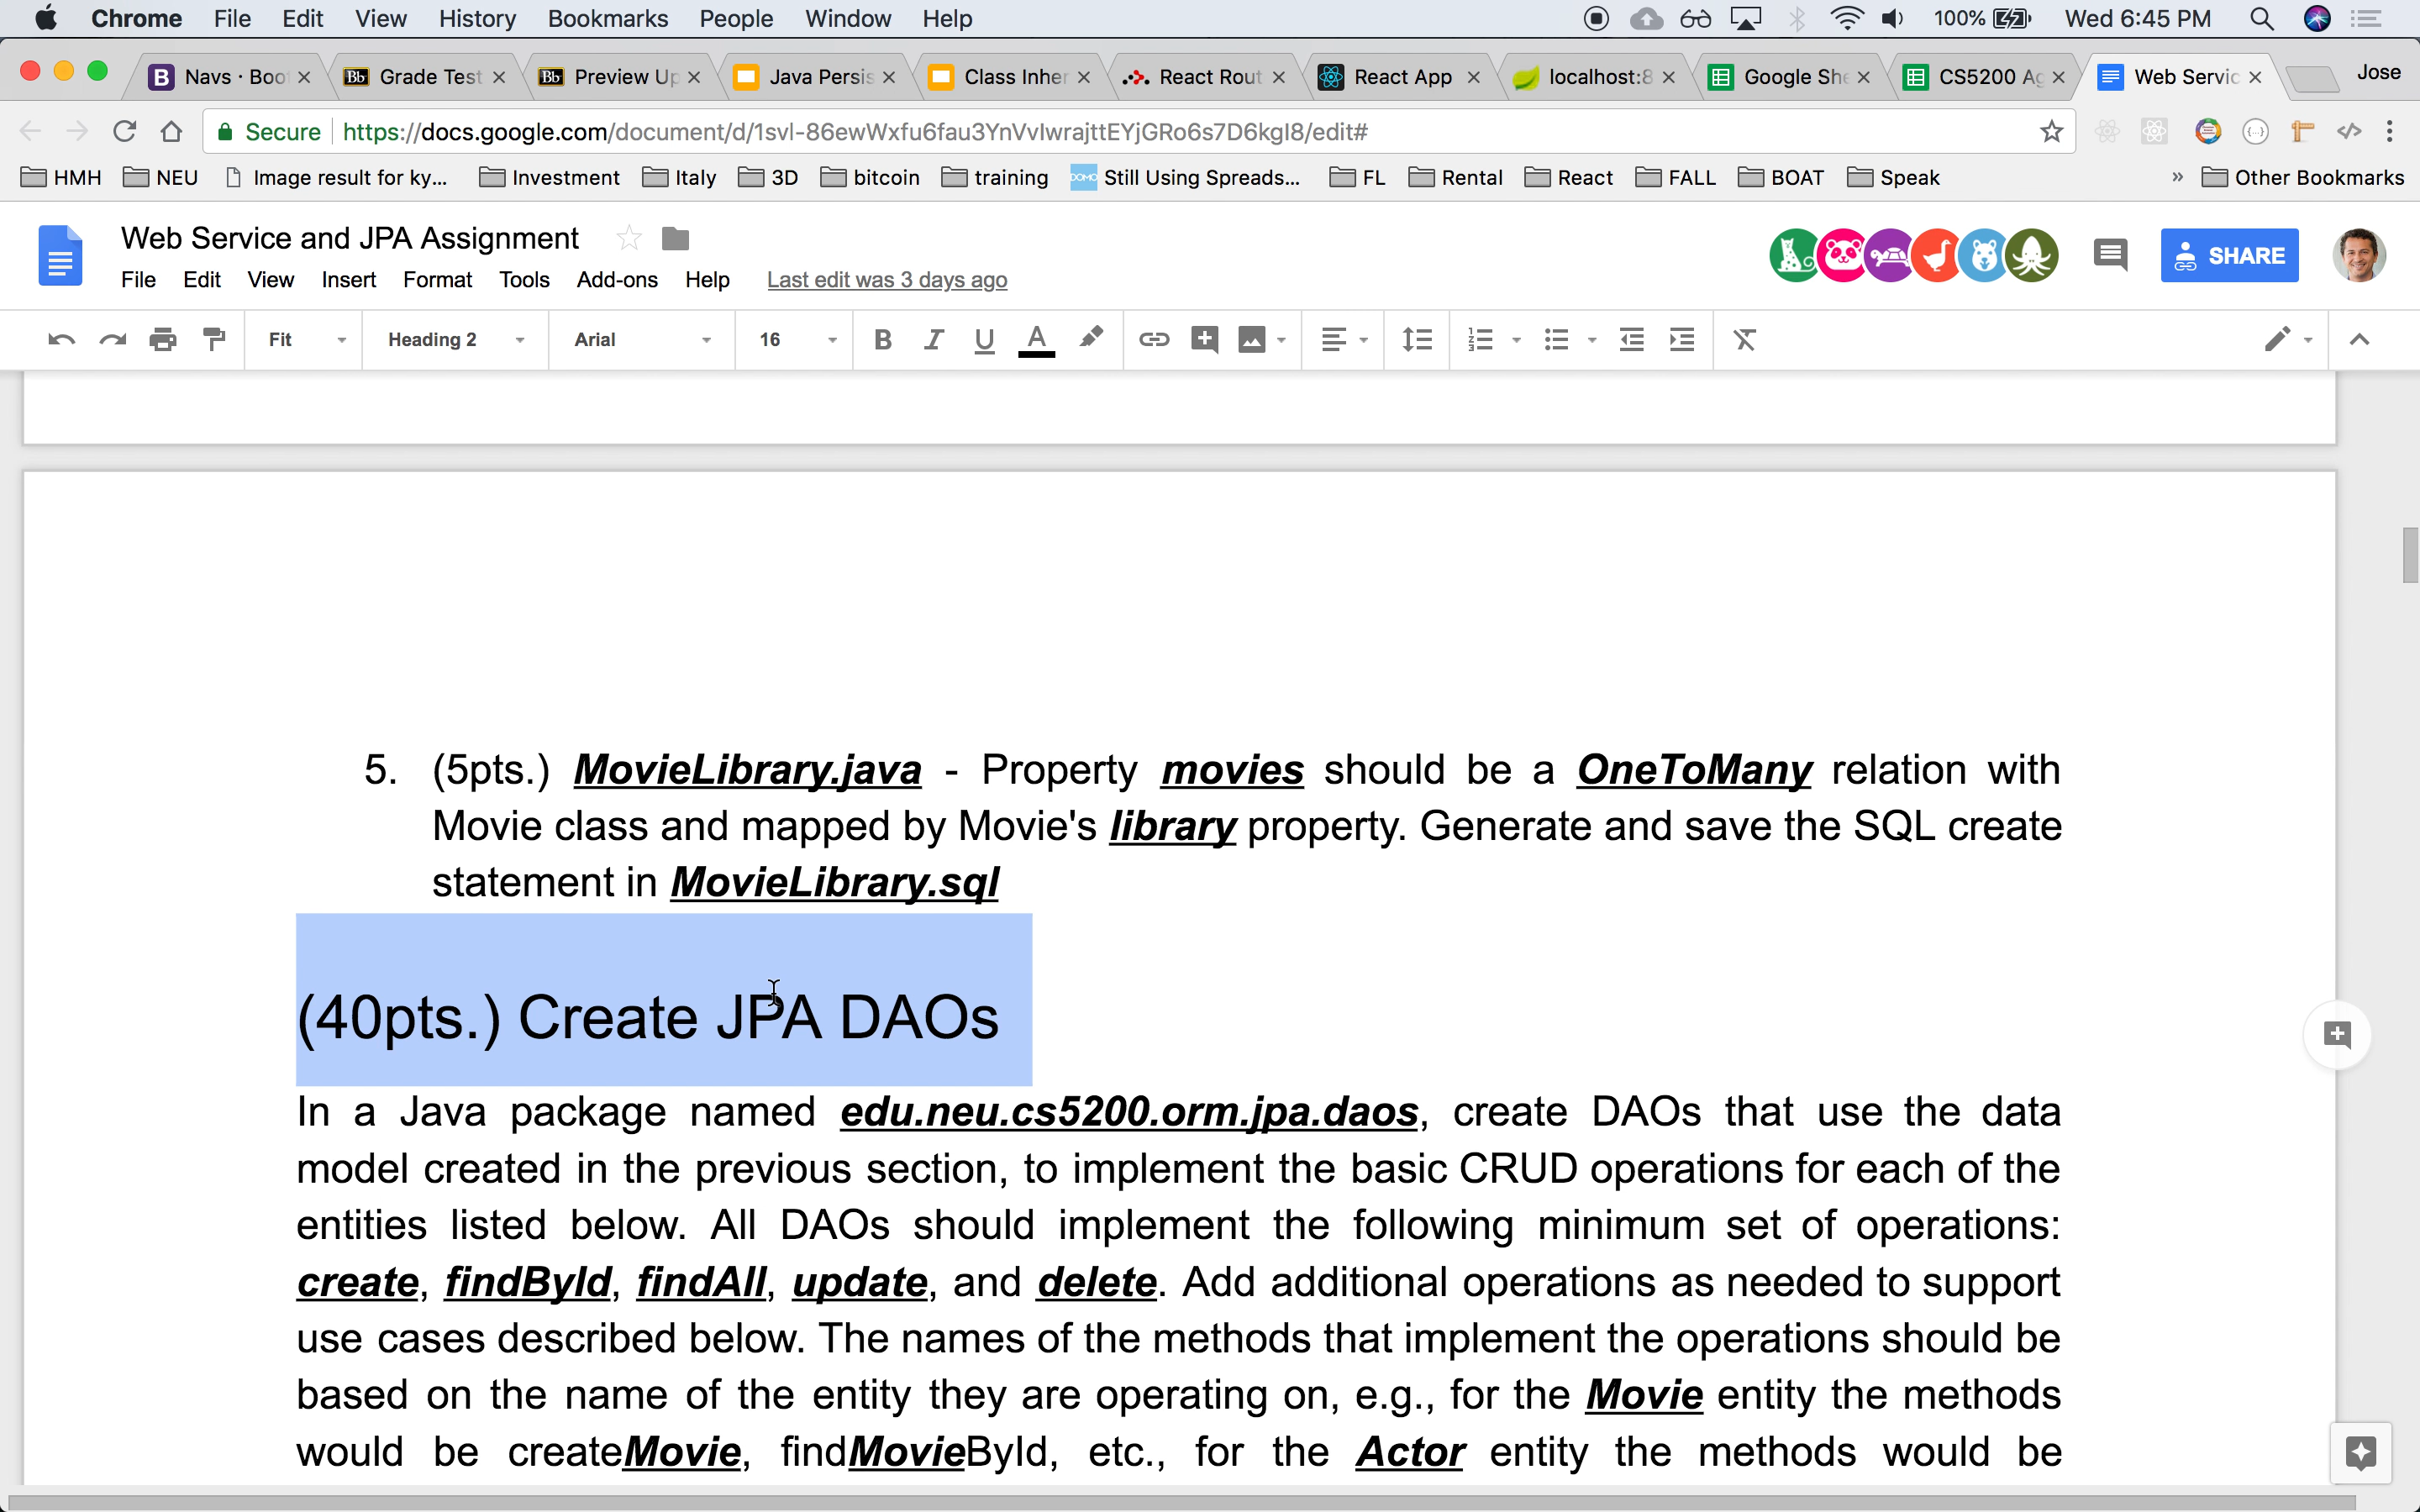 Chrome File Edit View History Bookmarks People Window Help 100% Wed 6:45 PM
Navs · Boot Grade Test Preview Up Java Persis Class Inher React Rout React App localhost:8 Google She CS5200 Ag Web Servic Jose
Secure https://docs.google.com/document/d/1svl-86ewWxfu6fau3YnVvlwrajttEYjGRo6s7D6kgl8/edit#
HMH NEU Image result for ky... Investment Italy 3D bitcoin training DOMO Still Using Spreads... FL Rental React FALL BOAT Speak » Other Bookmarks
Web Service and JPA Assignment
SHARE
File Edit View Insert Format Tools Add-ons Help Last edit was 3 days ago
Fit Heading 2 Arial 16 B I U A
5. (5pts.) MovieLibrary.java - Property movies should be a OneToMany relation with
Movie class and mapped by Movie's library property. Generate and save the SQL create
statement in MovieLibrary.sql
(40pts.) Create JPA DAOs
In a Java package named edu.neu.cs5200.orm.jpa.daos, create DAOs that use the data
model created in the previous section, to implement the basic CRUD operations for each of the
entities listed below. All DAOs should implement the following minimum set of operations:
create, findById, findAll, update, and delete. Add additional operations as needed to support
use cases described below. The names of the methods that implement the operations should be
based on the name of the entity they are operating on, e.g., for the Movie entity the methods
would be createMovie, findMovieById, etc., for the Actor entity the methods would be